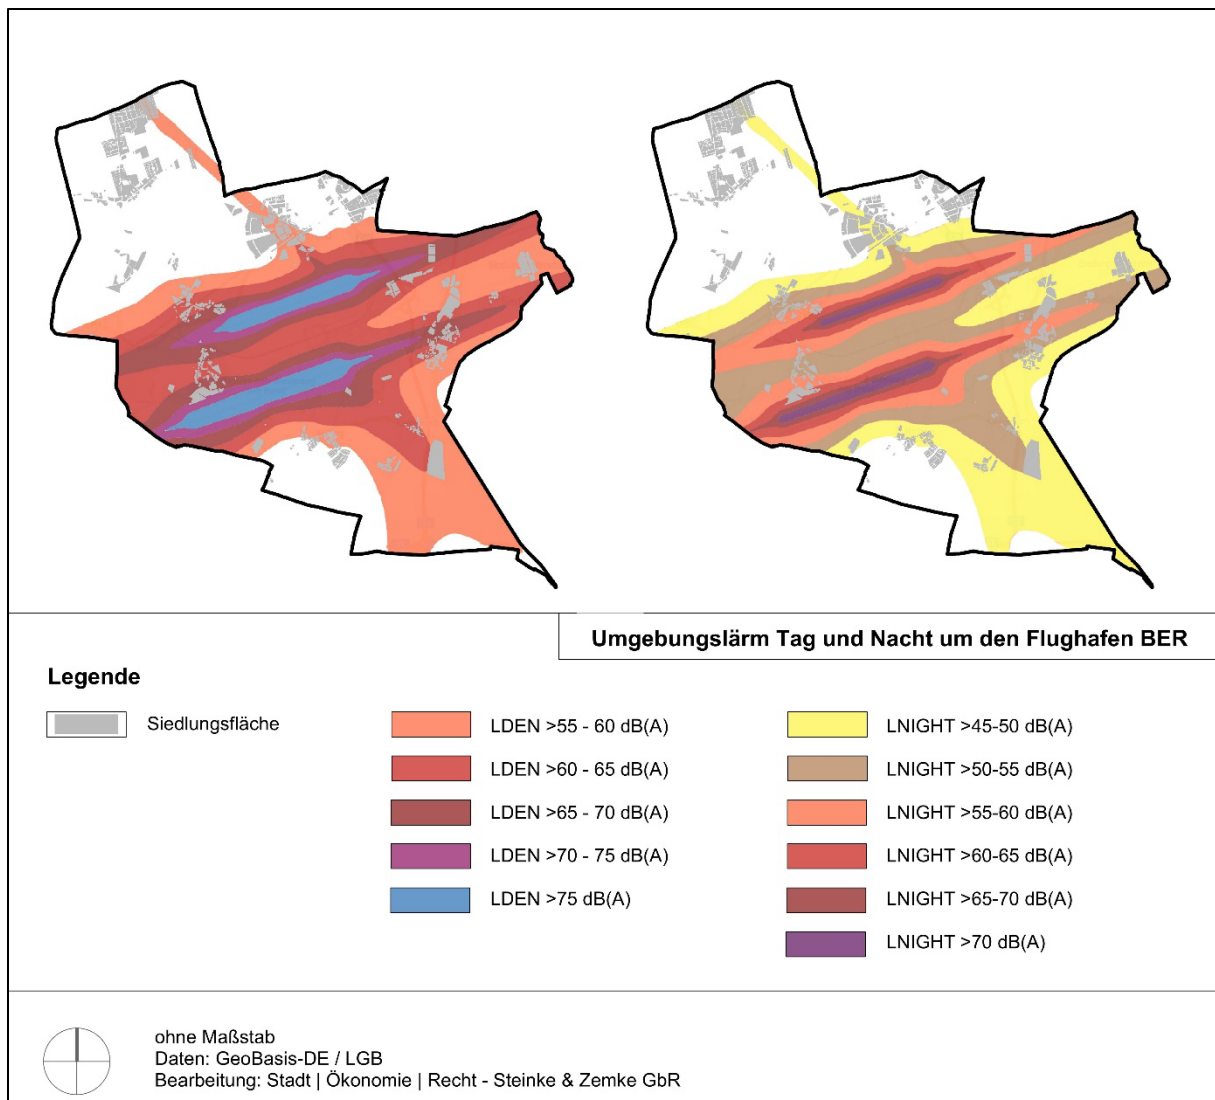 Umgebungslärm Tag und Nacht um den Flughafen BER
Legende
Siedlungsfläche
LDEN >55 - 60 dB(A)
LDEN >60 - 65 dB(A)
LDEN >65 - 70 dB(A)
LDEN >70 - 75 dB(A)
LDEN >75 dB(A)
LNIGHT >45-50 dB(A)
LNIGHT >50-55 dB(A)
LNIGHT >55-60 dB(A)
LNIGHT >60-65 dB(A)
LNIGHT >65-70 dB(A)
LNIGHT >70 dB(A)
ohne Maßstab
Daten: GeoBasis-DE / LGB
Bearbeitung: Stadt | Ökonomie | Recht - Steinke & Zemke GbR